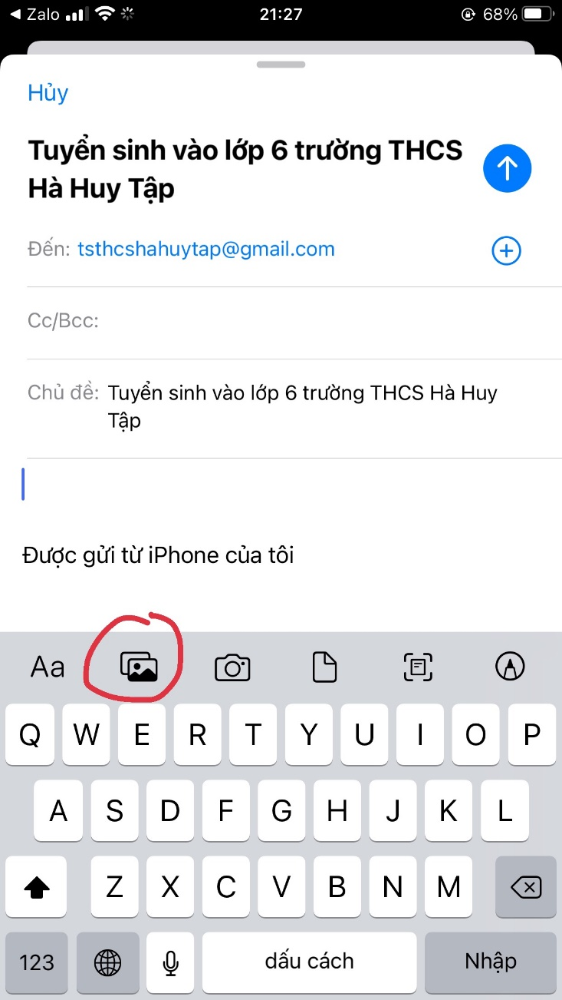 Zalo 21:27 68%
Hủy
Tuyển sinh vào lớp 6 trường THCS
Hà Huy Tập
Đến: tsthcshahuytap@gmail.com
Cc/Bcc:
Chủ đề: Tuyển sinh vào lớp 6 trường THCS Hà Huy
Tập
Được gửi từ iPhone của tôi
Aa
Q W E R T Y U I O P
A S D F G H J K L
Z X C V B N M
123 dấu cách Nhập